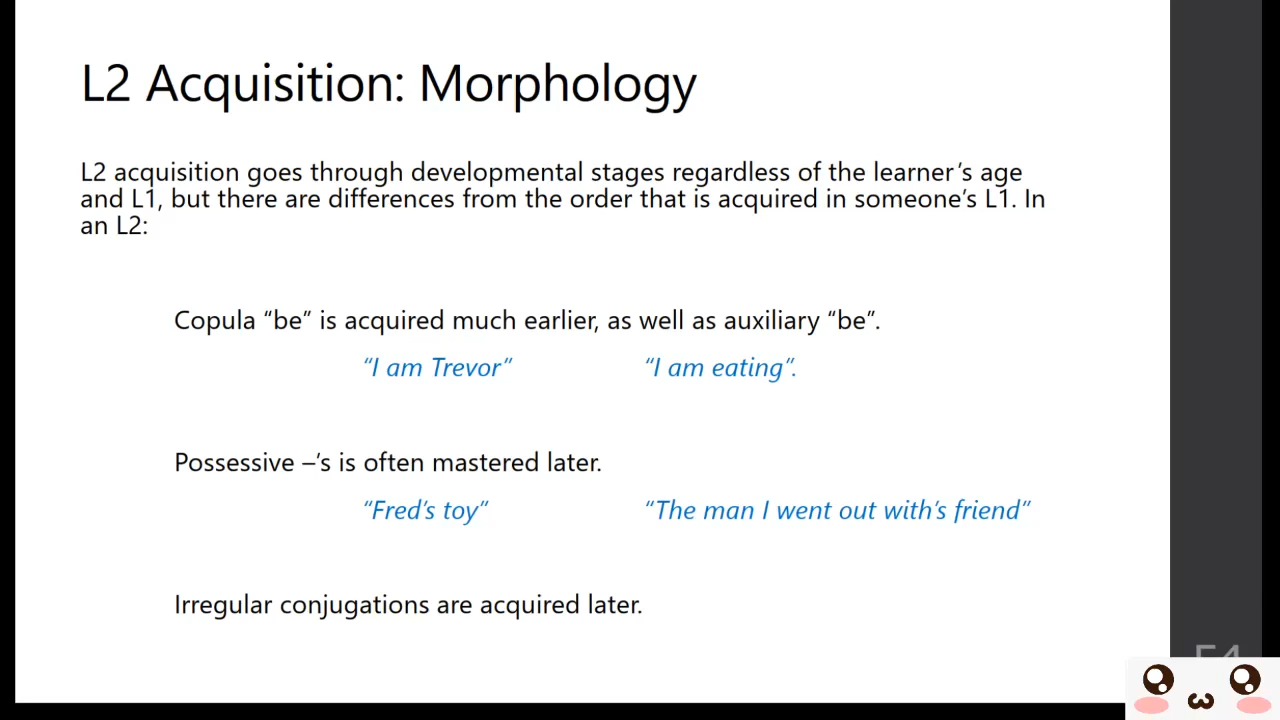 L2 Acquisition: Morphology
L2 acquisition goes through developmental stages regardless of the learner’s age
and L1, but there are differences from the order that is acquired in someone’s L1. In
an L2:
Copula “be” is acquired much earlier, as well as auxiliary “be”.
“I am Trevor” “I am eating”.
Possessive –’s is often mastered later.
“Fred’s toy” “The man I went out with’s friend”
Irregular conjugations are acquired later.